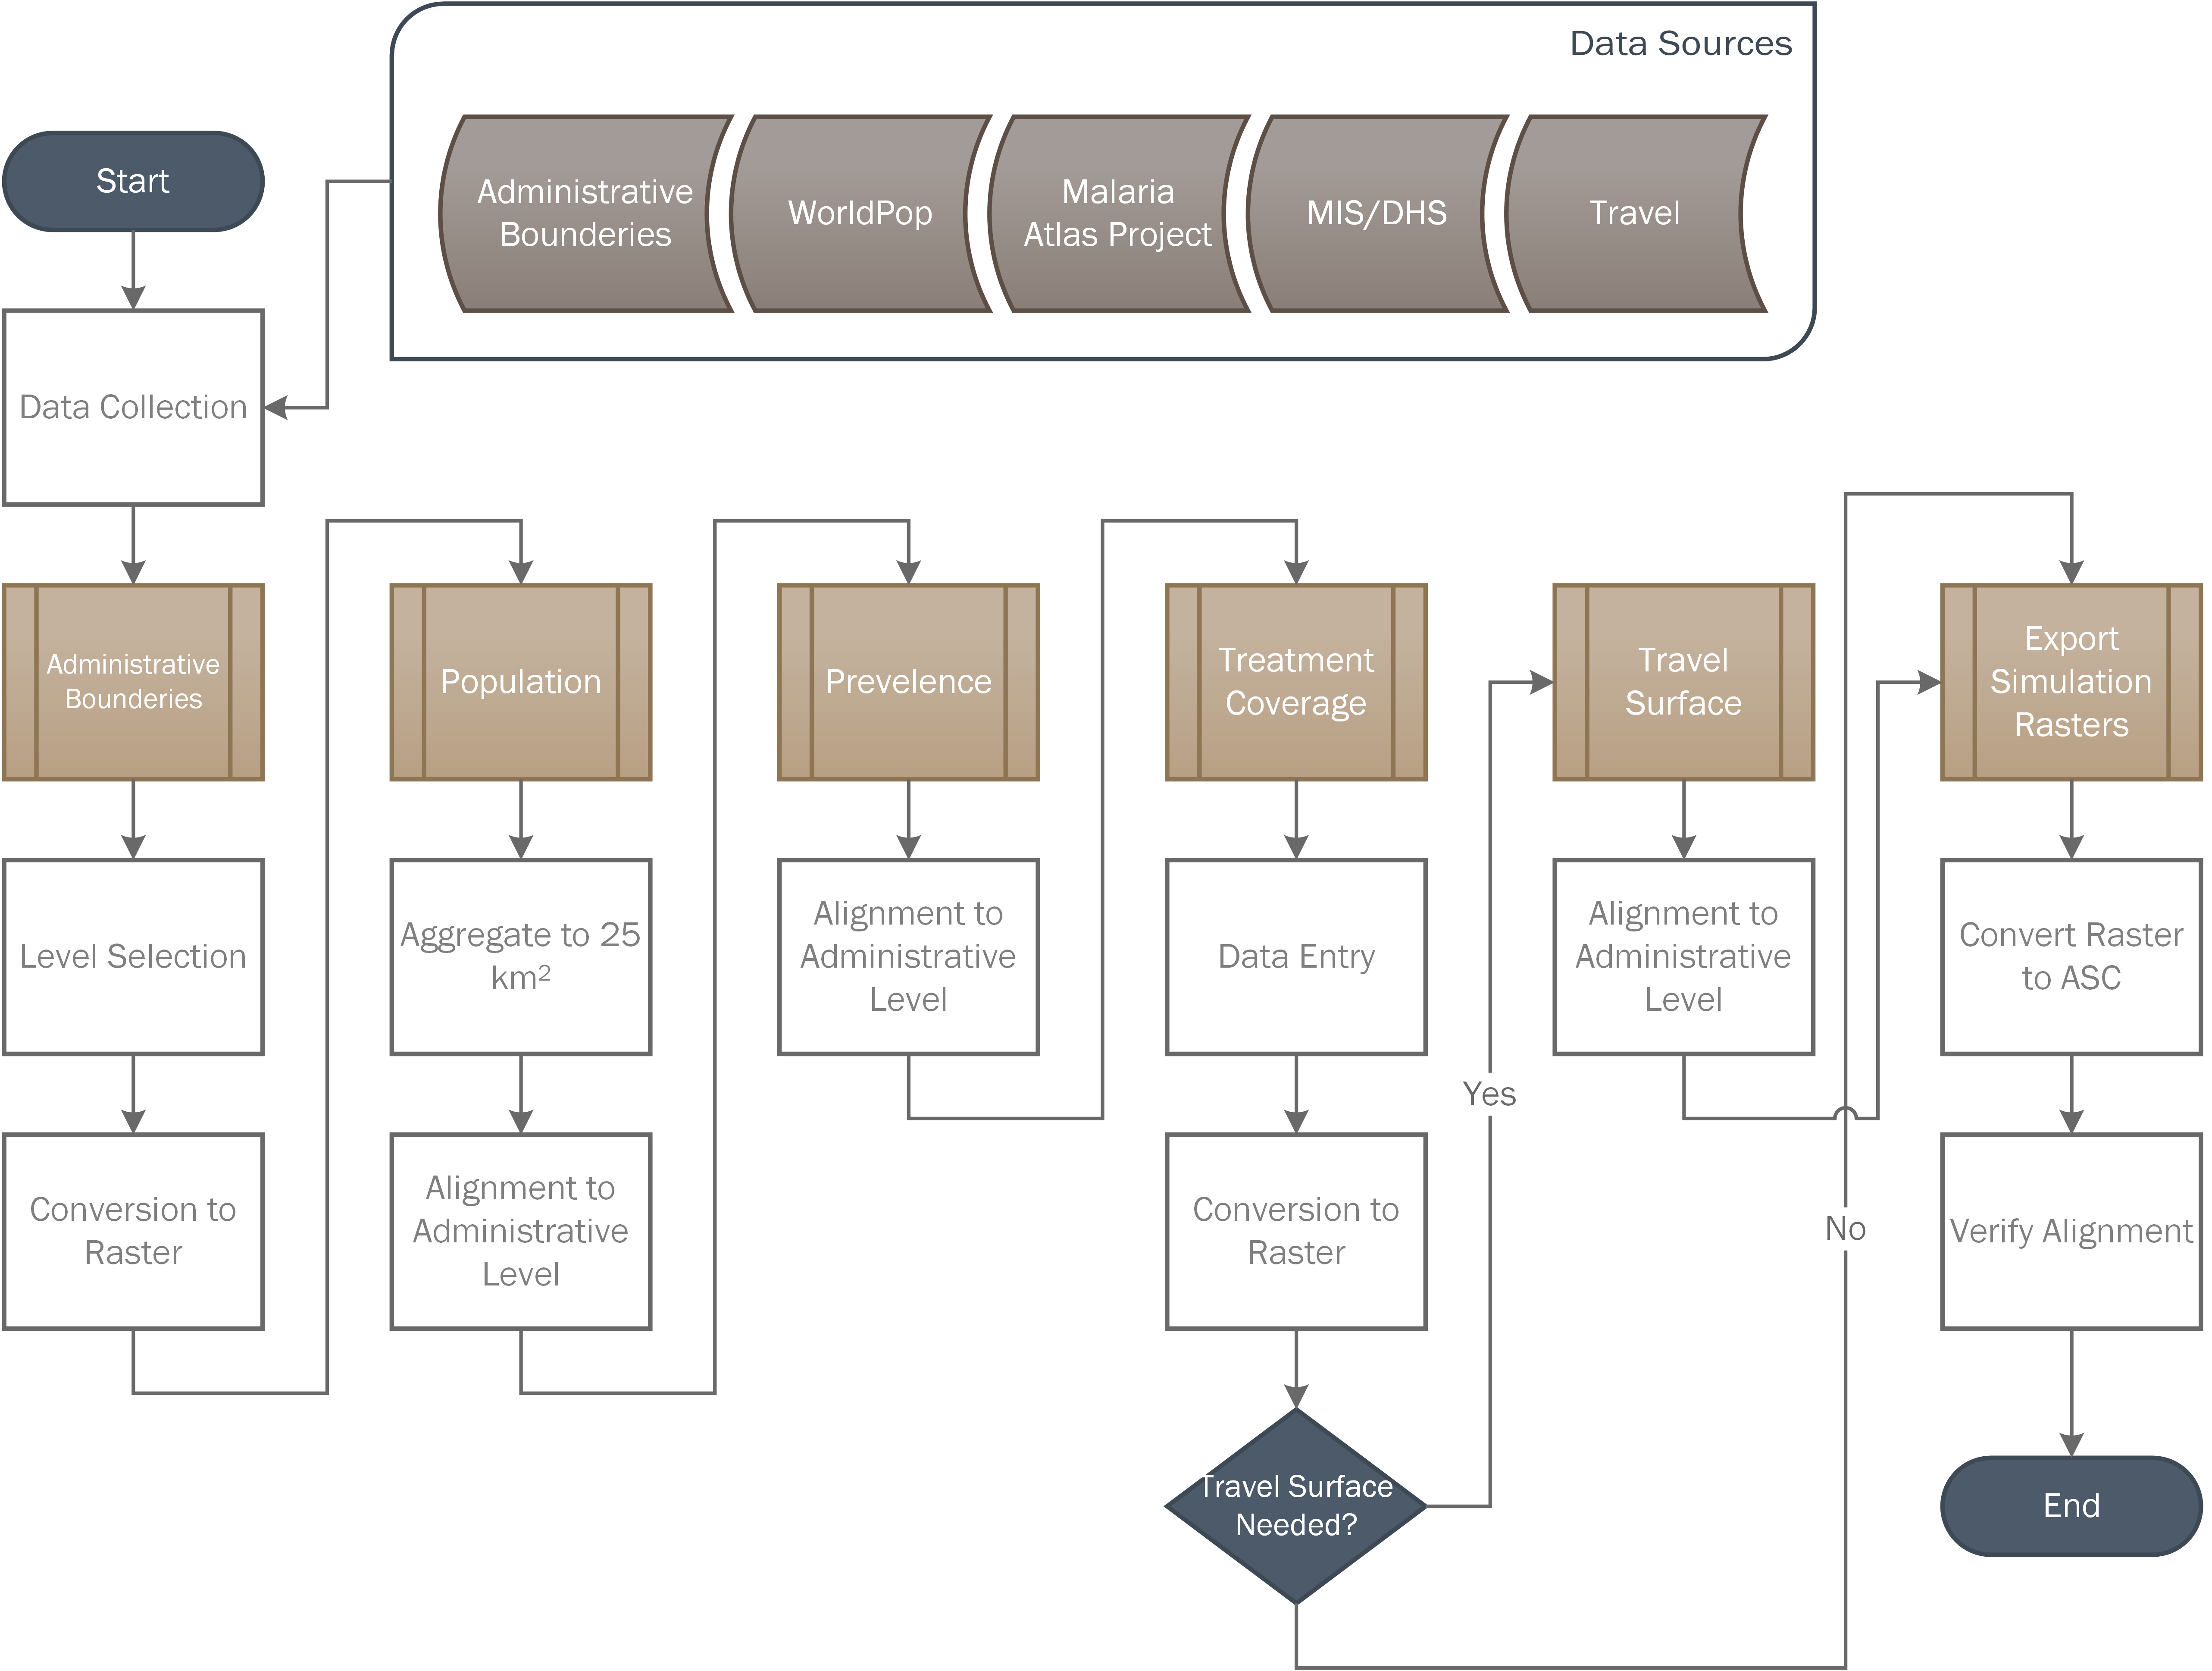 Data Sources
Administrative
Bounderies
WorldPop
Malaria
Atlas Project
MIS/DHS
Travel
Start
Data Collection
Administrative
Bounderies
Level Selection
Conversion to
Raster
Population
Aggregate to 25
km²
Alignment to
Administrative
Level
Prevelence
Alignment to
Administrative
Level
Treatment
Coverage
Data Entry
Conversion to
Raster
Travel Surface
Needed?
Yes
No
Travel
Surface
Alignment to
Administrative
Level
Export
Simulation
Rasters
Convert Raster
to ASC
Verify Alignment
End